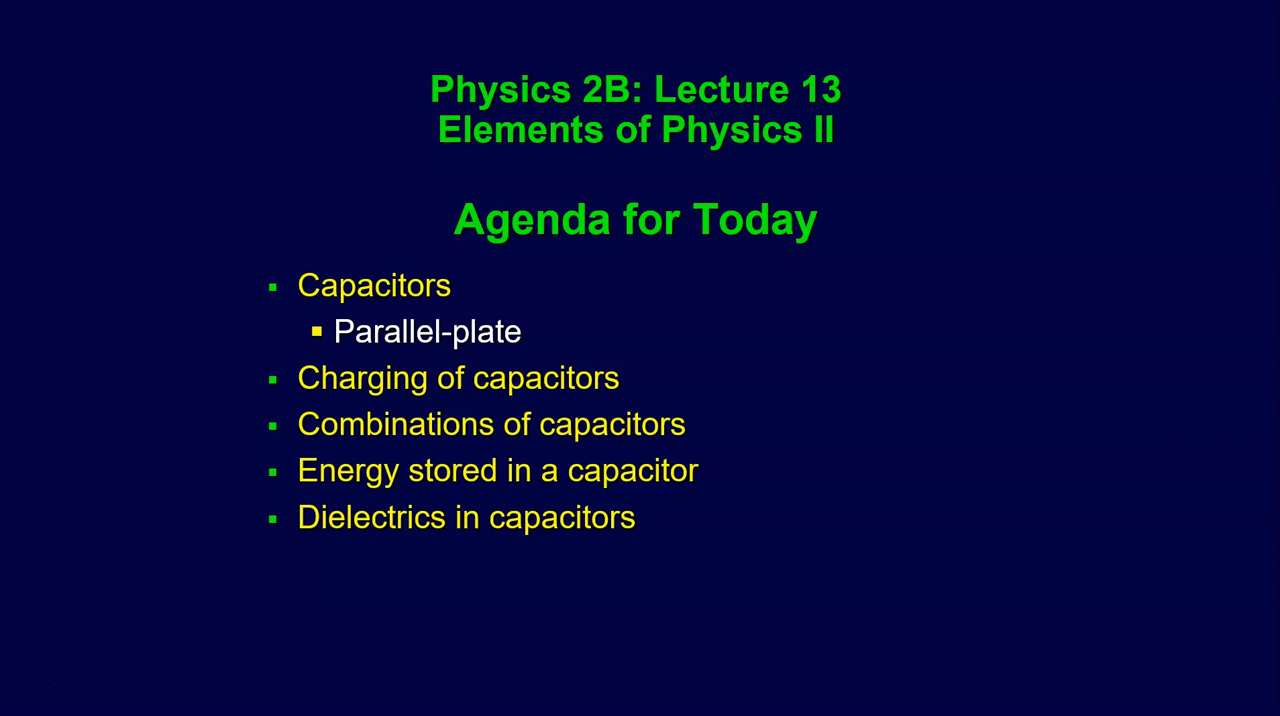 Physics 2B: Lecture 13
Elements of Physics II
Agenda for Today
▪ Capacitors
▪ Parallel-plate
▪ Charging of capacitors
▪ Combinations of capacitors
▪ Energy stored in a capacitor
▪ Dielectrics in capacitors